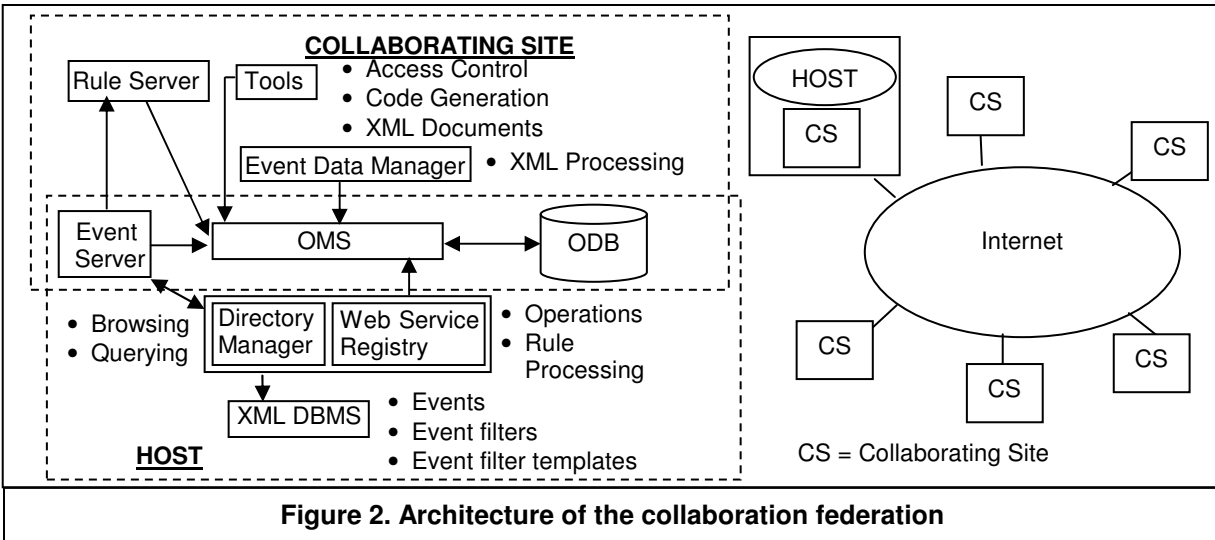 COLLABORATING SITE
Rule Server
Tools
• Access Control
• Code Generation
• XML Documents
Event Data Manager
• XML Processing
Event
Server
OMS
ODB
• Browsing
• Querying
Directory
Manager
Web Service
Registry
• Operations
• Rule
Processing
XML DBMS
• Events
• Event filters
• Event filter templates
HOST
HOST
CS
CS
CS
Internet
CS
CS
CS
CS = Collaborating Site
Figure 2. Architecture of the collaboration federation